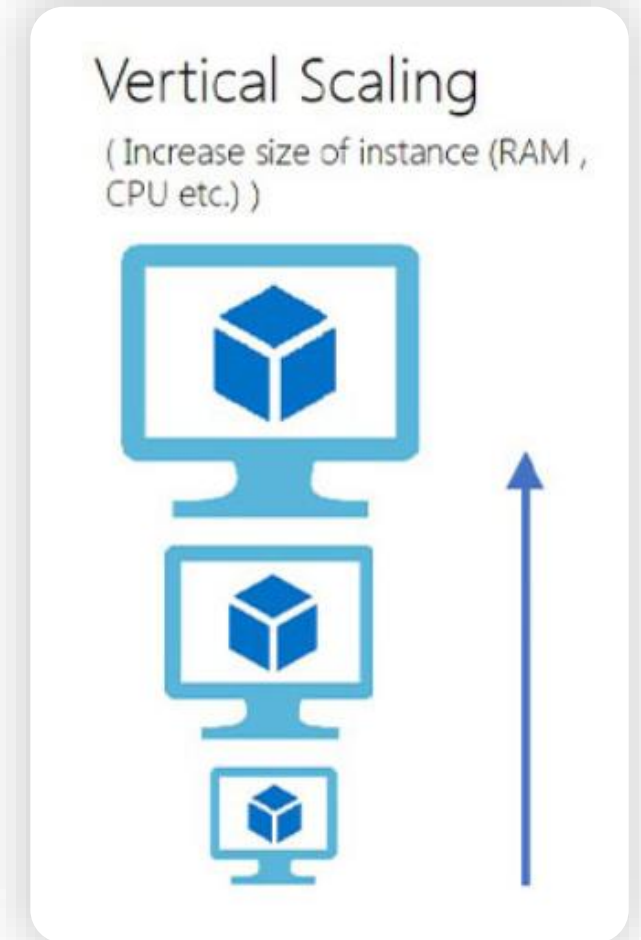 Vertical Scaling
( Increase size of instance (RAM ,
CPU etc.) )